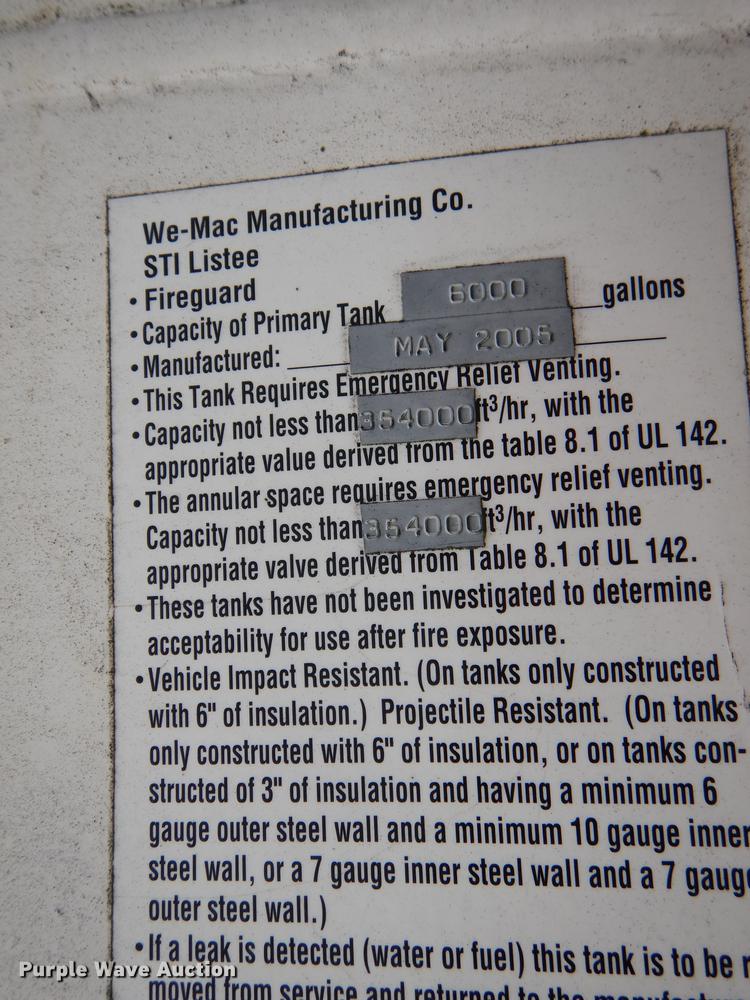 We-Mac Manufacturing Co.
STI Listee
• Fireguard
• Capacity of Primary Tank 6000 gallons
• Manufactured: MAY 2005
• This Tank Requires Emergency Relief Venting.
• Capacity not less than 354000 ft³/hr, with the
appropriate value derived from the table 8.1 of UL 142.
• The annular space requires emergency relief venting.
Capacity not less than 354000 ft³/hr, with the
appropriate valve derived from Table 8.1 of UL 142.
• These tanks have not been investigated to determine
acceptability for use after fire exposure.
• Vehicle Impact Resistant. (On tanks only constructed
with 6" of insulation.) Projectile Resistant. (On tanks
only constructed with 6" of insulation, or on tanks con-
structed of 3" of insulation and having a minimum 6
gauge outer steel wall and a minimum 10 gauge inner
steel wall, or a 7 gauge inner steel wall and a 7 gauge
outer steel wall.)
• If a leak is detected (water or fuel) this tank is to be
moved from service and returned to the
Purple Wave Auction